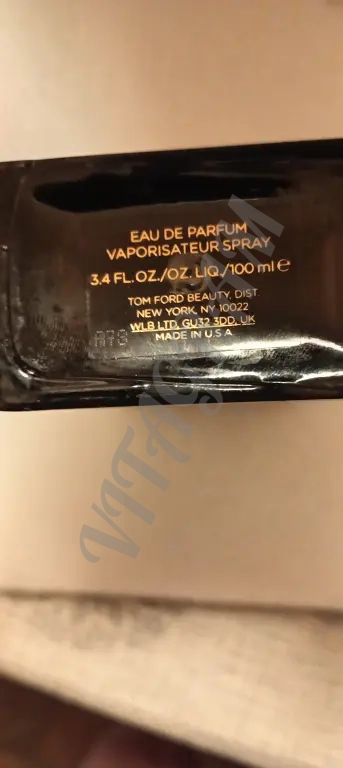 EAU DE PARFUM
VAPORISATEUR SPRAY
3.4 FL.OZ./OZ. LIQ./100 ml e
TOM FORD BEAUTY, DIST.
NEW YORK, NY 10022
WLB LTD, GU32 3DD, UK
MADE IN U.S.A